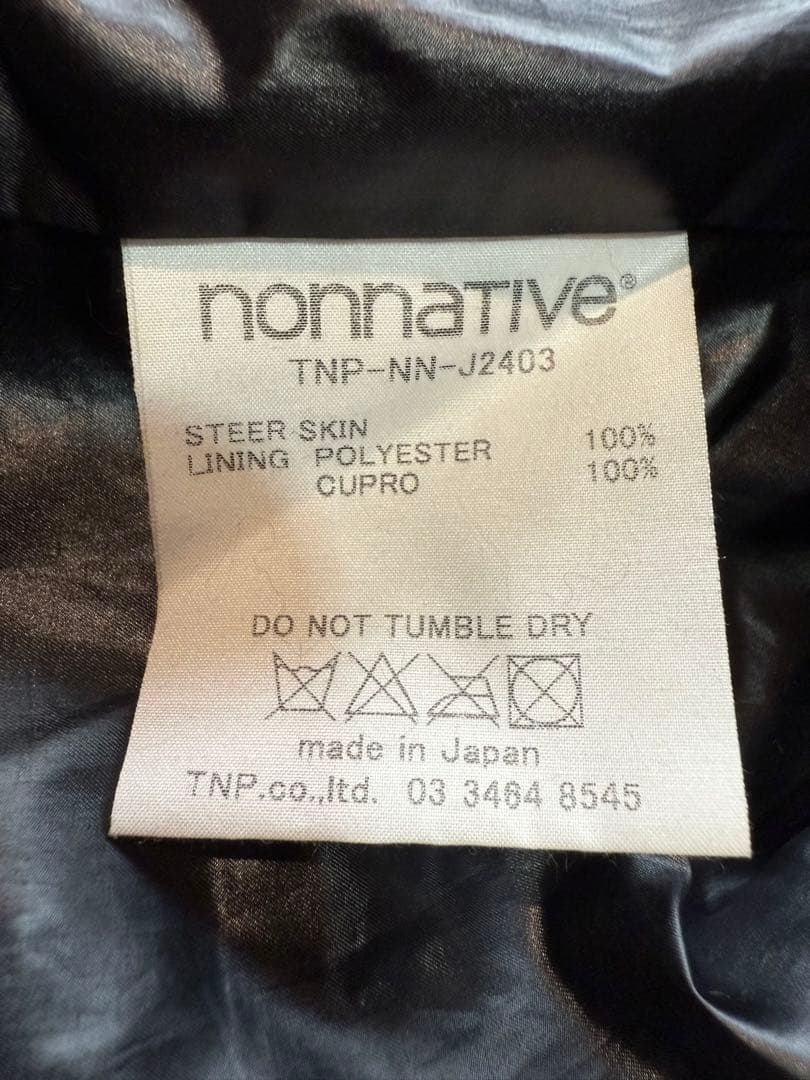 nonnaTIve®
TNP-NN-J2403
STEER SKIN 100%
LINING POLYESTER 100%
CUPRO
DO NOT TUMBLE DRY
made in Japan
TNP.co.,ltd. 03 3464 8545